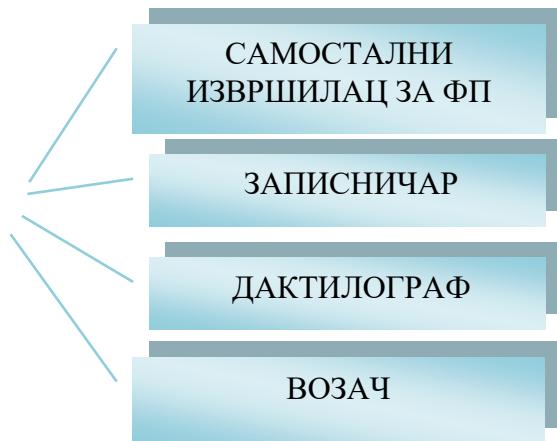 САМОСТАЛНИ
ИЗВРШИЛАЦ ЗА ФП
ЗАПИСНИЧАР
ДАКТИЛОГРАФ
ВОЗАЧ